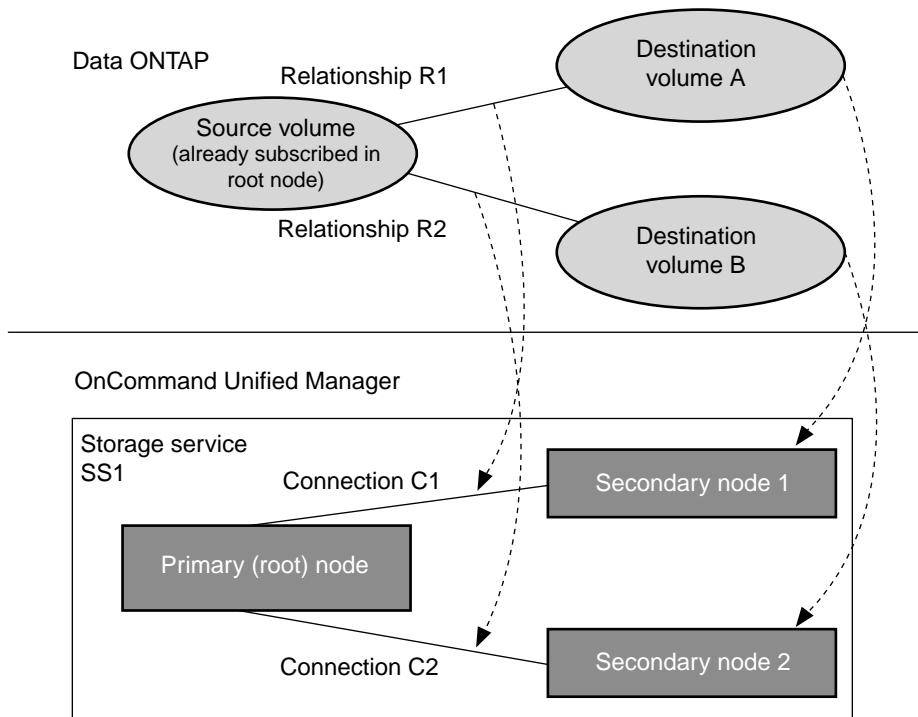 Data ONTAP
Relationship R1
Destination
volume A
Source volume
(already subscribed in
root node)
Relationship R2
Destination
volume B
OnCommand Unified Manager
Storage service
SS1
Connection C1
Secondary node 1
Primary (root) node
Connection C2
Secondary node 2